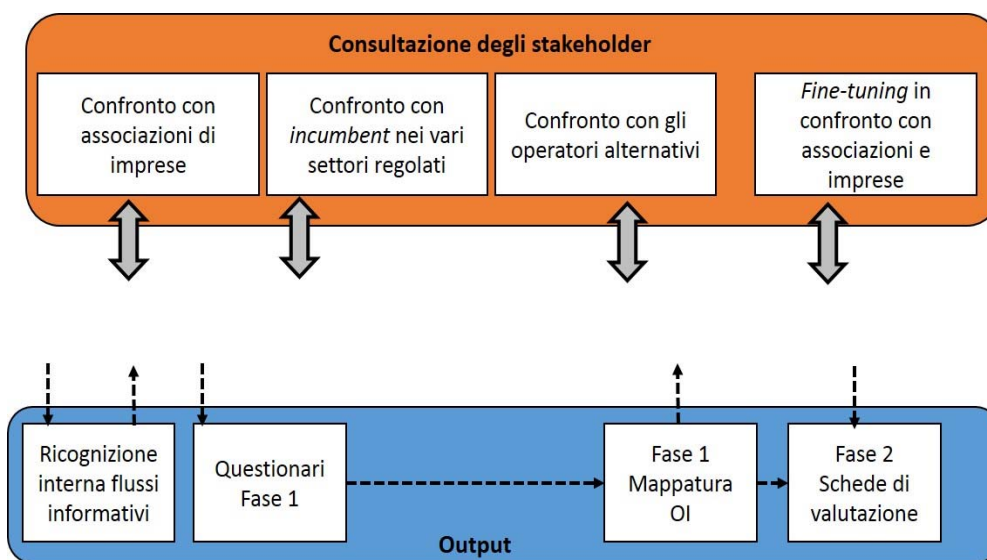 Consultazione degli stakeholder
Confronto con
associazioni di
imprese
Confronto con
incumbent nei vari
settori regolati
Confronto con gli
operatori alternativi
Fine-tuning in
confronto con
associazioni e
imprese
Ricognizione
interna flussi
informativi
Questionari
Fase 1
Fase 1
Mappatura
OI
Fase 2
Schede di
valutazione
Output